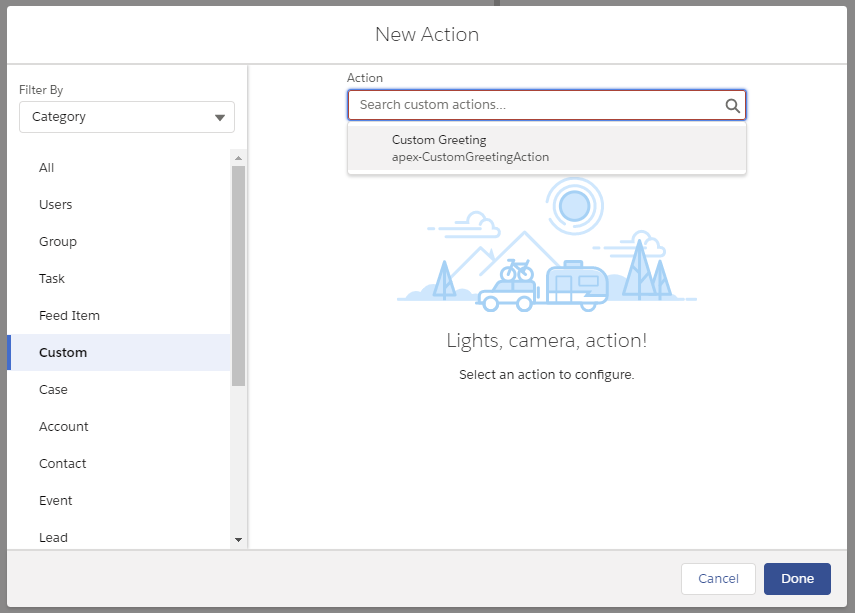 New Action
Filter By
Category
All
Users
Group
Task
Feed Item
Custom
Case
Account
Contact
Event
Lead
Action
Search custom actions...
Custom Greeting
apex-CustomGreetingAction
Lights, camera, action!
Select an action to configure.
Cancel
Done